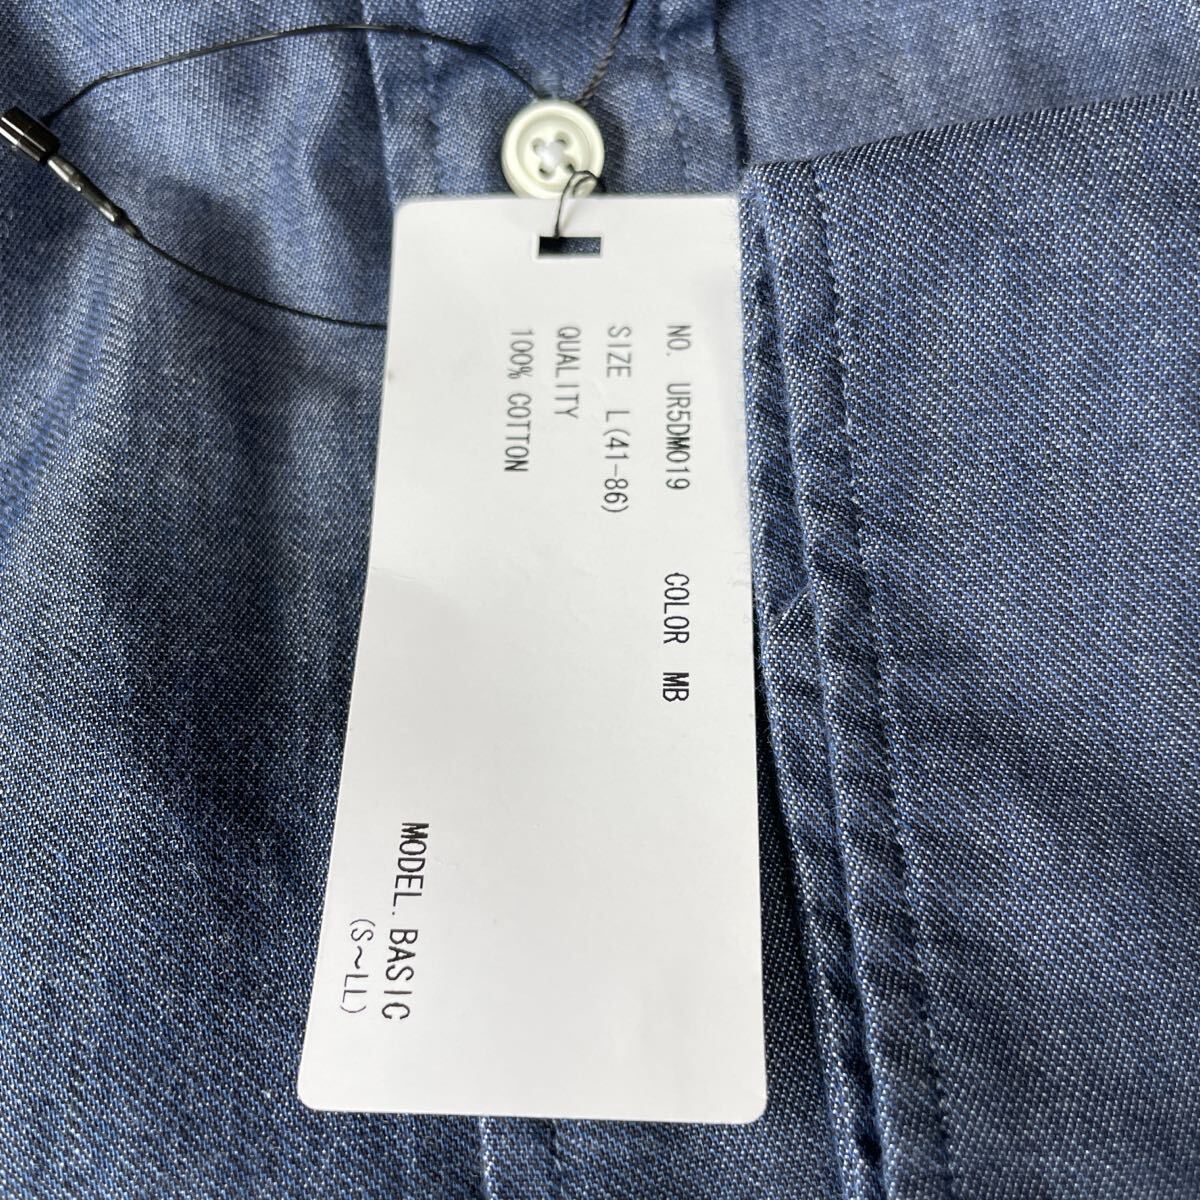 NO. UR5DM019 COLOR MB
SIZE L(41-86)
QUALITY
100% COTTON
MODEL. BASIC
(S～LL)